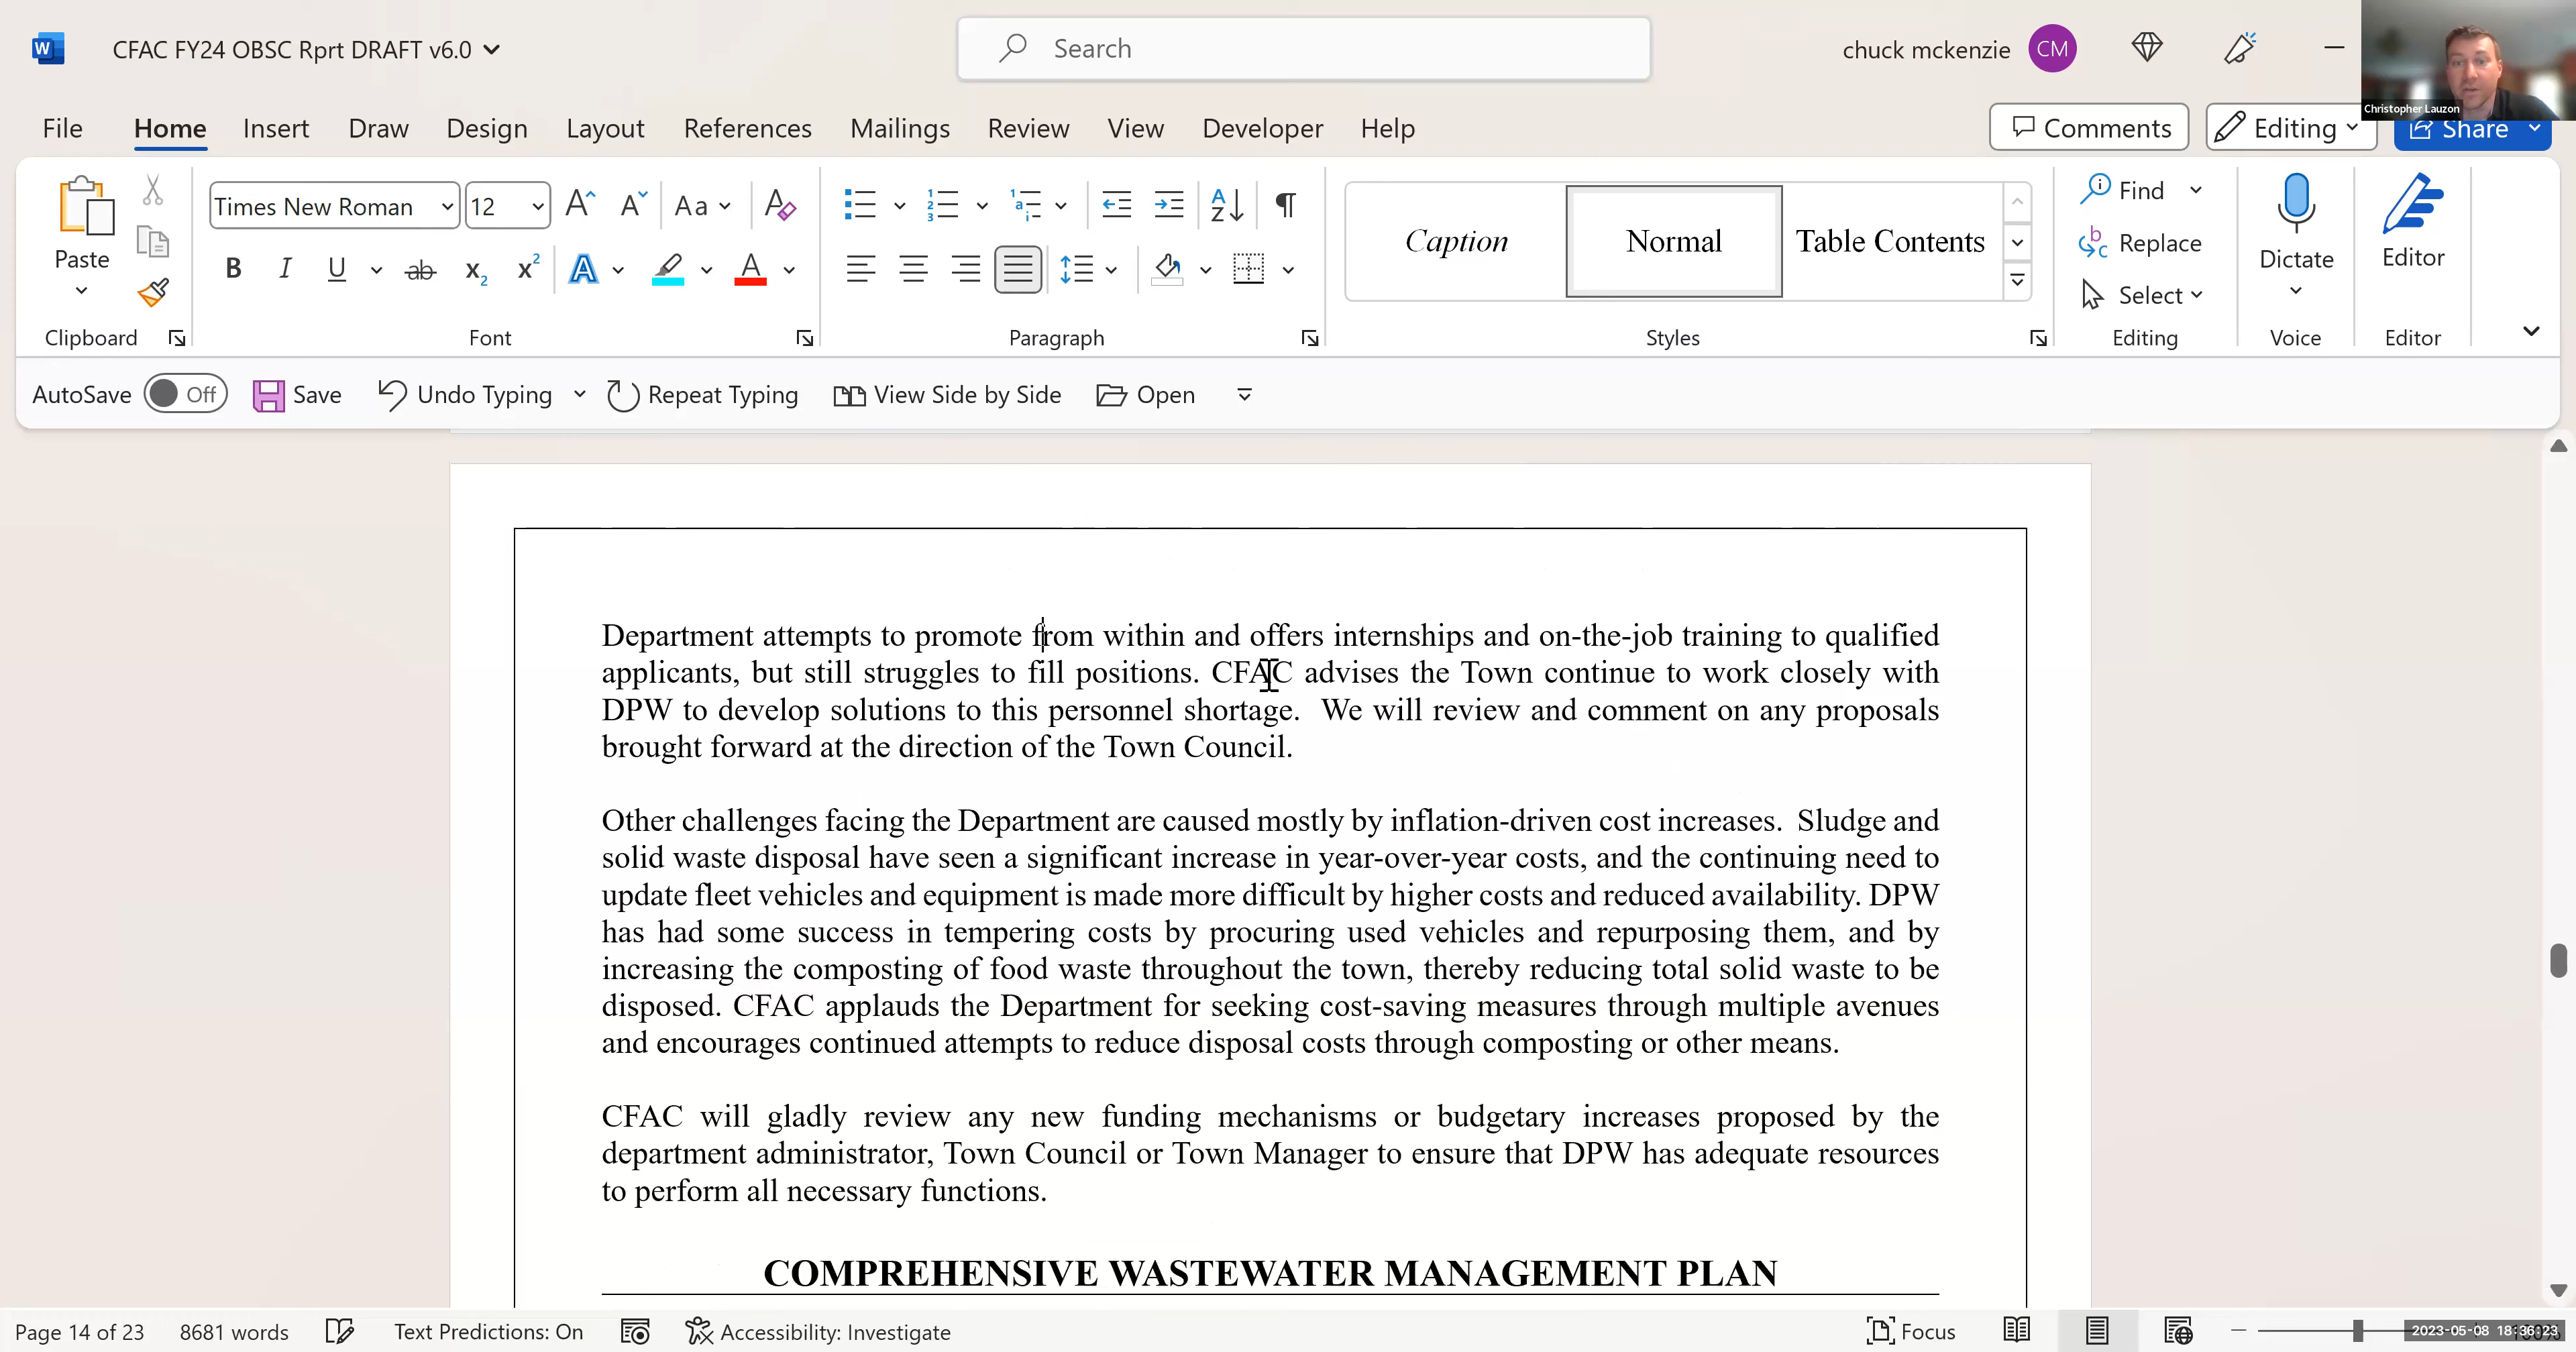 CFAC FY24 OBSC Rprt DRAFT v6.0
Search
chuck mckenzie
CM
Christopher Lauzon
File
Home
Insert
Draw
Design
Layout
References
Mailings
Review
View
Developer
Help
Comments
Editing
Share
Paste
Clipboard
Times New Roman
12
Font
Paragraph
Caption
Normal
Table Contents
Styles
Find
Replace
Select
Editing
Dictate
Voice
Editor
Editor
AutoSave
Off
Save
Undo Typing
Repeat Typing
View Side by Side
Open
Department attempts to promote from within and offers internships and on-the-job training to qualified
applicants, but still struggles to fill positions. CFAC advises the Town continue to work closely with
DPW to develop solutions to this personnel shortage.  We will review and comment on any proposals
brought forward at the direction of the Town Council.
Other challenges facing the Department are caused mostly by inflation-driven cost increases.  Sludge and
solid waste disposal have seen a significant increase in year-over-year costs, and the continuing need to
update fleet vehicles and equipment is made more difficult by higher costs and reduced availability. DPW
has had some success in tempering costs by procuring used vehicles and repurposing them, and by
increasing the composting of food waste throughout the town, thereby reducing total solid waste to be
disposed. CFAC applauds the Department for seeking cost-saving measures through multiple avenues
and encourages continued attempts to reduce disposal costs through composting or other means.
CFAC will gladly review any new funding mechanisms or budgetary increases proposed by the
department administrator, Town Council or Town Manager to ensure that DPW has adequate resources
to perform all necessary functions.
COMPREHENSIVE WASTEWATER MANAGEMENT PLAN
Page 14 of 23
8681 words
Text Predictions: On
Accessibility: Investigate
Focus
2023-05-08 18:36:23